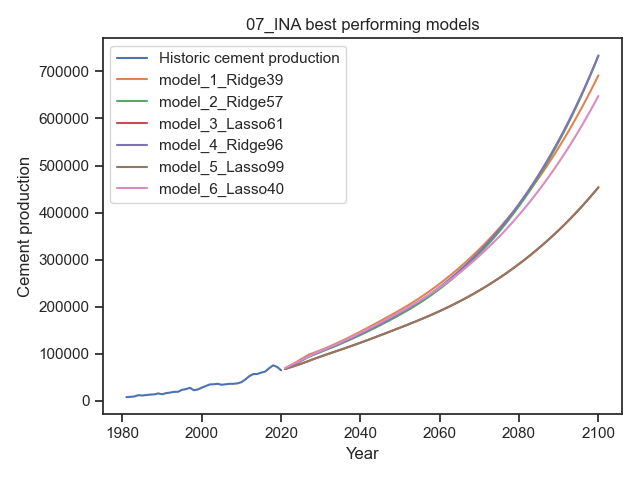 07_INA best performing models
Historic cement production
model_1_Ridge39
model_2_Ridge57
model_3_Lasso61
model_4_Ridge96
model_5_Lasso99
model_6_Lasso40
Cement production
700000
600000
500000
400000
300000
200000
100000
0
1980 2000 2020 2040 2060 2080 2100
Year